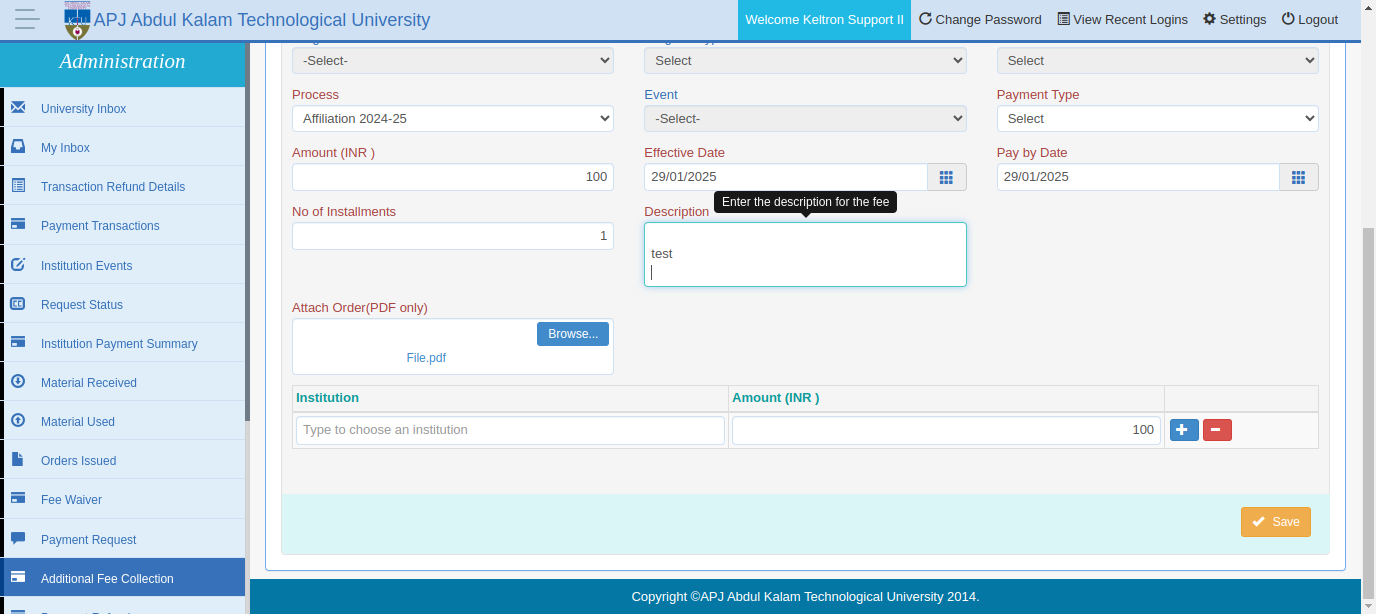 APJ Abdul Kalam Technological University
Welcome Keltron Support II
Change Password
View Recent Logins
Settings
Logout
Administration
University Inbox
My Inbox
Transaction Refund Details
Payment Transactions
Institution Events
Request Status
Institution Payment Summary
Material Received
Material Used
Orders Issued
Fee Waiver
Payment Request
Additional Fee Collection
-Select-
Select
Select
Process
Event
Payment Type
Affiliation 2024-25
-Select-
Select
Amount (INR )
Effective Date
Pay by Date
100
29/01/2025
29/01/2025
Enter the description for the fee
No of Installments
Description
1
test
Attach Order(PDF only)
Browse...
File.pdf
Institution
Amount (INR )
Type to choose an institution
100
Save
Copyright ©APJ Abdul Kalam Technological University 2014.